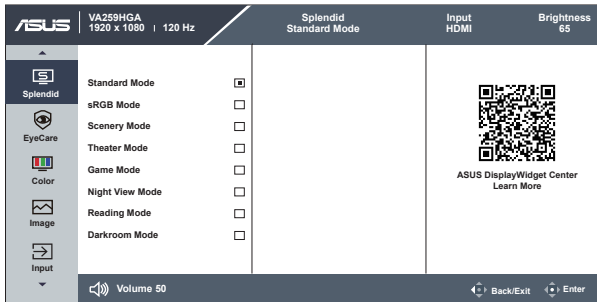 ASUS
VA259HGA
1920 x 1080 | 120 Hz
Splendid
Standard Mode
Input
HDMI
Brightness
65
Splendid
EyeCare
Color
Image
Input
Standard Mode
sRGB Mode
Scenery Mode
Theater Mode
Game Mode
Night View Mode
Reading Mode
Darkroom Mode
ASUS DisplayWidget Center
Learn More
Volume 50
Back/Exit
Enter